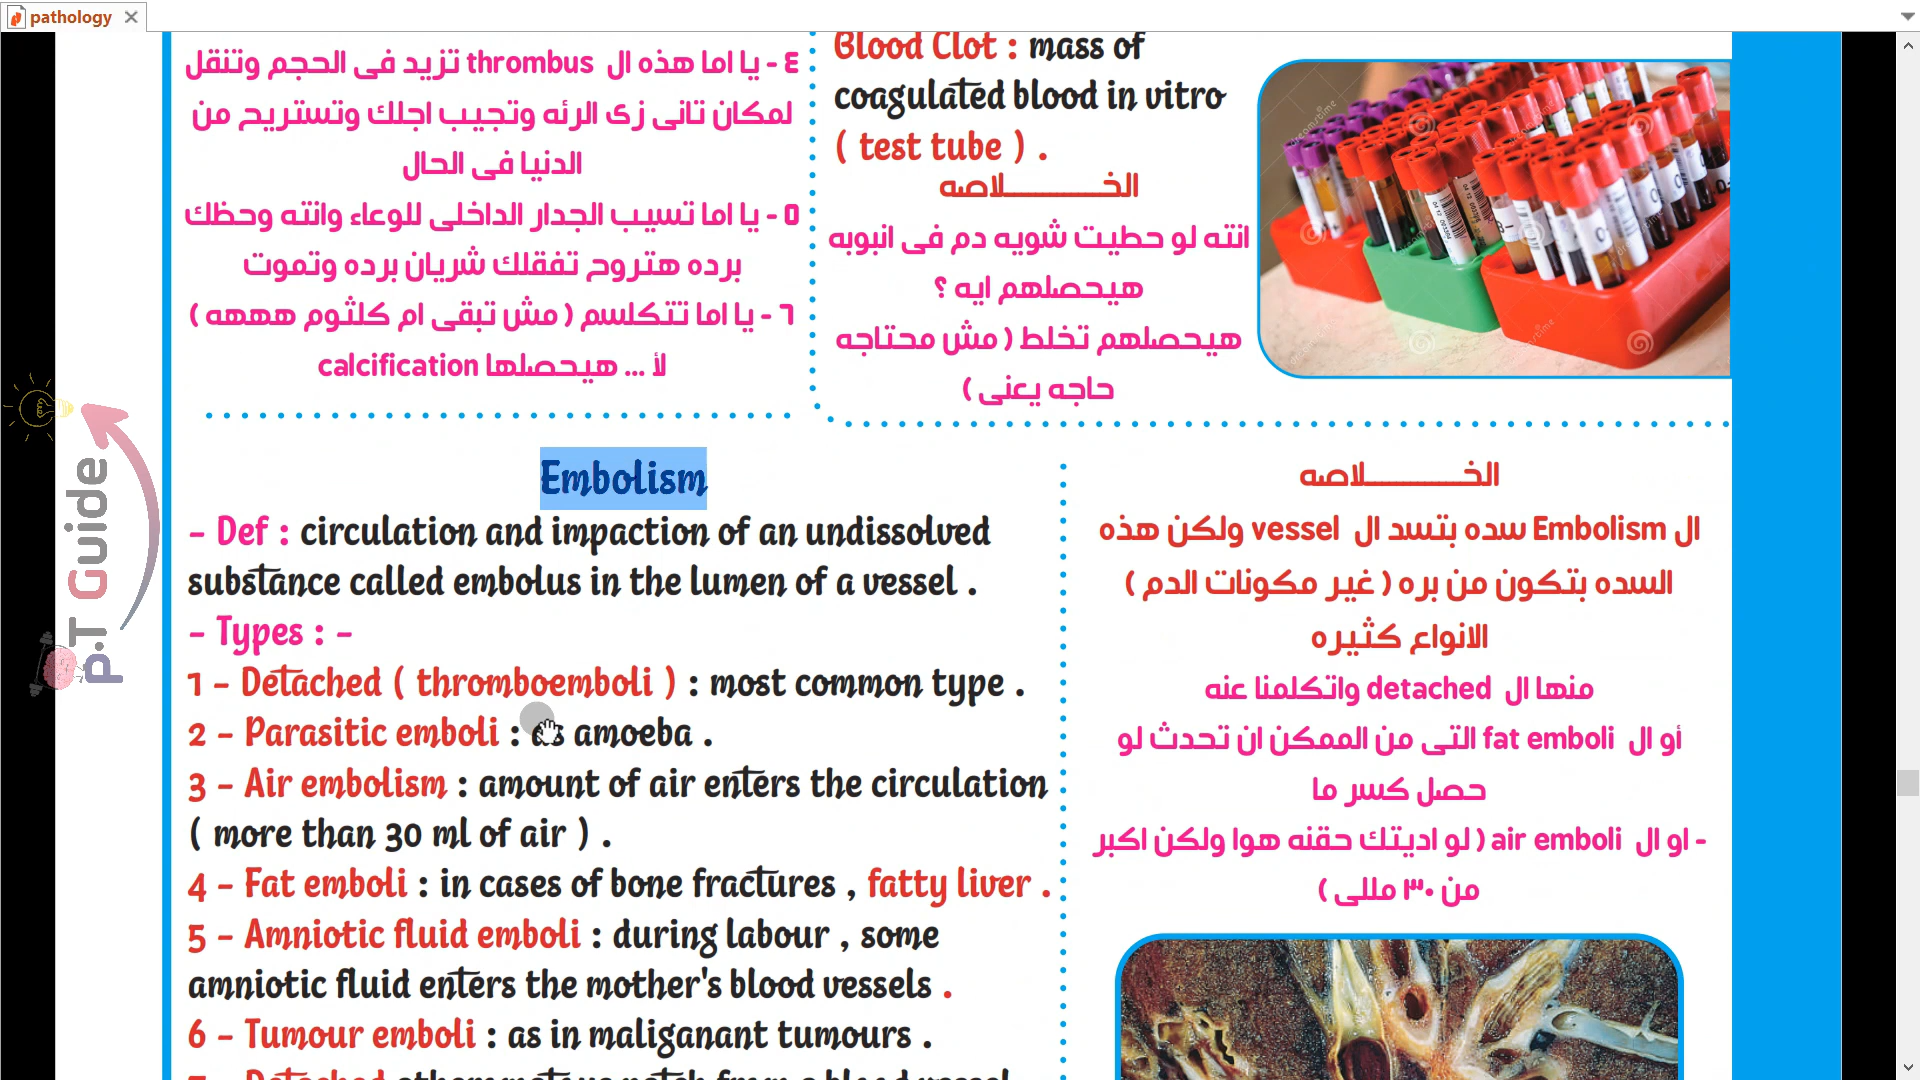 pathology
٤ - يا اما هذه ال thrombus تزيد فى الحجم وتنقل
لمكان تانى زى الرئه وتجيب اجلك وتستريح من
الدنيا فى الحال
٥ - يا اما تسيب الجدار الداخلى للوعاء وانته وحظك
برده هتروح تفقلك شريان برده وتموت
٦ - يا اما تتكلسم ( مش تبقى ام كلثوم هههه )
لأ ... هيحصلها calcification
Blood Clot : mass of
coagulated blood in vitro
( test tube ) .
الخـــــــــــلاصه
انته لو حطيت شويه دم فى انبوبه
هيحصلهم ايه ؟
هيحصلهم تخلط ( مش محتاجه
حاجه يعنى )
Embolism
- Def : circulation and impaction of an undissolved
substance called embolus in the lumen of a vessel .
- Types : -
1 - Detached ( thromboemboli ) : most common type .
2 - Parasitic emboli : as amoeba .
3 - Air embolism : amount of air enters the circulation
( more than 30 ml of air ) .
4 - Fat emboli : in cases of bone fractures , fatty liver .
5 - Amniotic fluid emboli : during labour , some
amniotic fluid enters the mother's blood vessels .
6 - Tumour emboli : as in maliganant tumours .
الخـــــــــــلاصه
ال Embolism سده بتسد ال vessel ولكن هذه
السده بتتكون من بره ( غير مكونات الدم )
الانواع كثيره
منها ال detached واتكلمنا عنه
أو ال fat emboli التى من الممكن ان تحدث لو
حصل كسر ما
- او ال air emboli ( لو اديتك حقنه هوا ولكن اكبر
من ٣٠ مللى )
P.T Guide